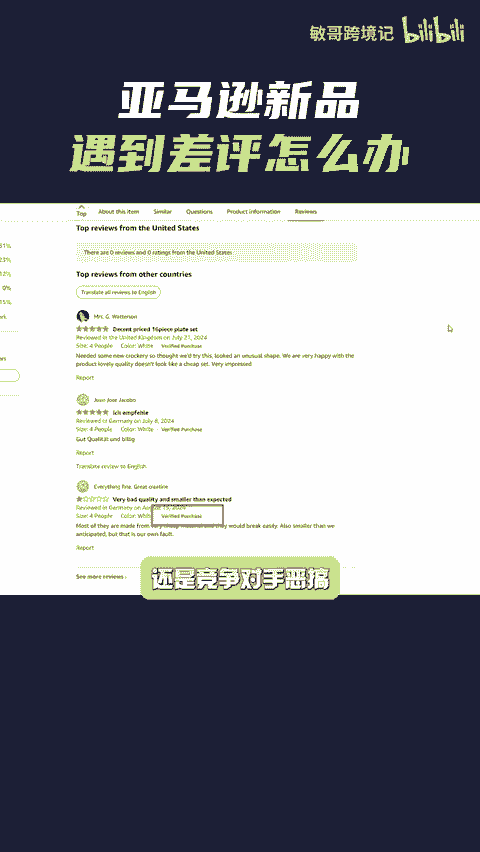 敏哥跨境记 bilibili
亚马逊新品
遇到差评怎么办
Top About this item Similar Questions Product information Reviews
Top reviews from the United States
There are 0 reviews and 0 ratings from the United States
Top reviews from other countries
Translate all reviews to English
Mrs. G. Watterson
Decent priced 16piece plate set
Reviewed in the United Kingdom on July 21, 2024
Size: 4 People Color: White Verified Purchase
Needed some new crockery so thought we'd try this, looked an unusual shape. We are very happy with the
product lovely quality doesn't look like a cheap set. Very impressed
Report
Jose Jose Jacobo
Ich empfehle
Reviewed in Germany on July 6, 2024
Size: 4 People Color: White Verified Purchase
Gut Qualität und billig
Report
Translate review to English
Everything fine. Great creatine
Very bad quality and smaller than expected
Reviewed in Germany on August 15, 2024
Size: 4 People Color: White Verified Purchase
Most of they are made from very would break easily. Also smaller than we
anticipated, but that is our own fault.
Report
See more reviews ›
还是竞争对手恶搞